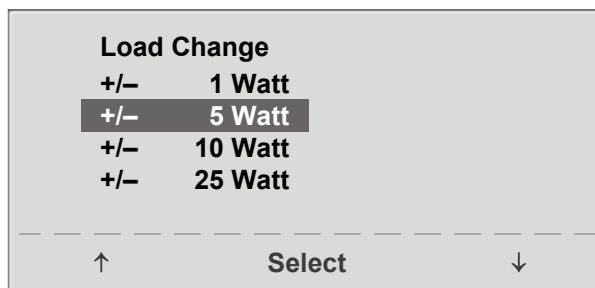 Load Change
+/– 1 Watt
+/– 5 Watt
+/– 10 Watt
+/– 25 Watt
↑ Select ↓